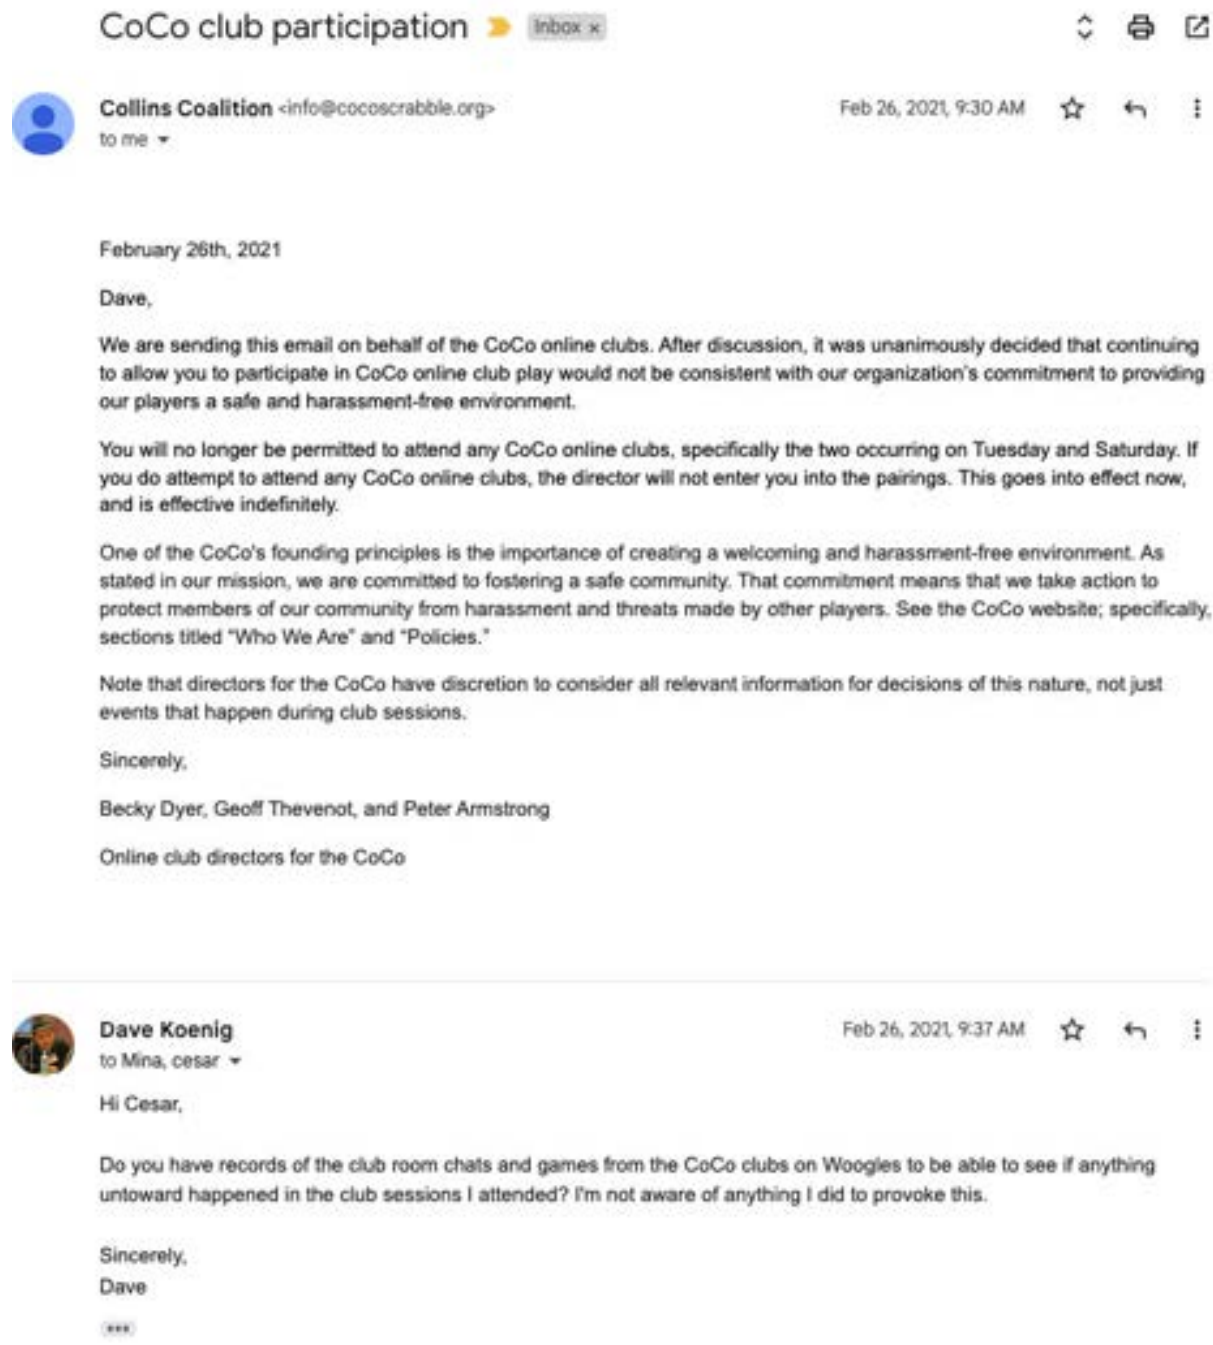 CoCo club participation Inbox ×
Collins Coalition <info@cocoscrabble.org> Feb 26, 2021, 9:30 AM
to me
February 26th, 2021
Dave,
We are sending this email on behalf of the CoCo online clubs. After discussion, it was unanimously decided that continuing
to allow you to participate in CoCo online club play would not be consistent with our organization's commitment to providing
our players a safe and harassment-free environment.
You will no longer be permitted to attend any CoCo online clubs, specifically the two occurring on Tuesday and Saturday. If
you do attempt to attend any CoCo online clubs, the director will not enter you into the pairings. This goes into effect now,
and is effective indefinitely.
One of the CoCo's founding principles is the importance of creating a welcoming and harassment-free environment. As
stated in our mission, we are committed to fostering a safe community. That commitment means that we take action to
protect members of our community from harassment and threats made by other players. See the CoCo website; specifically,
sections titled "Who We Are" and "Policies."
Note that directors for the CoCo have discretion to consider all relevant information for decisions of this nature, not just
events that happen during club sessions.
Sincerely,
Becky Dyer, Geoff Thevenot, and Peter Armstrong
Online club directors for the CoCo
Dave Koenig Feb 26, 2021, 9:37 AM
to Mina, cesar
Hi Cesar,
Do you have records of the club room chats and games from the CoCo clubs on Woogles to be able to see if anything
untoward happened in the club sessions I attended? I'm not aware of anything I did to provoke this.
Sincerely,
Dave